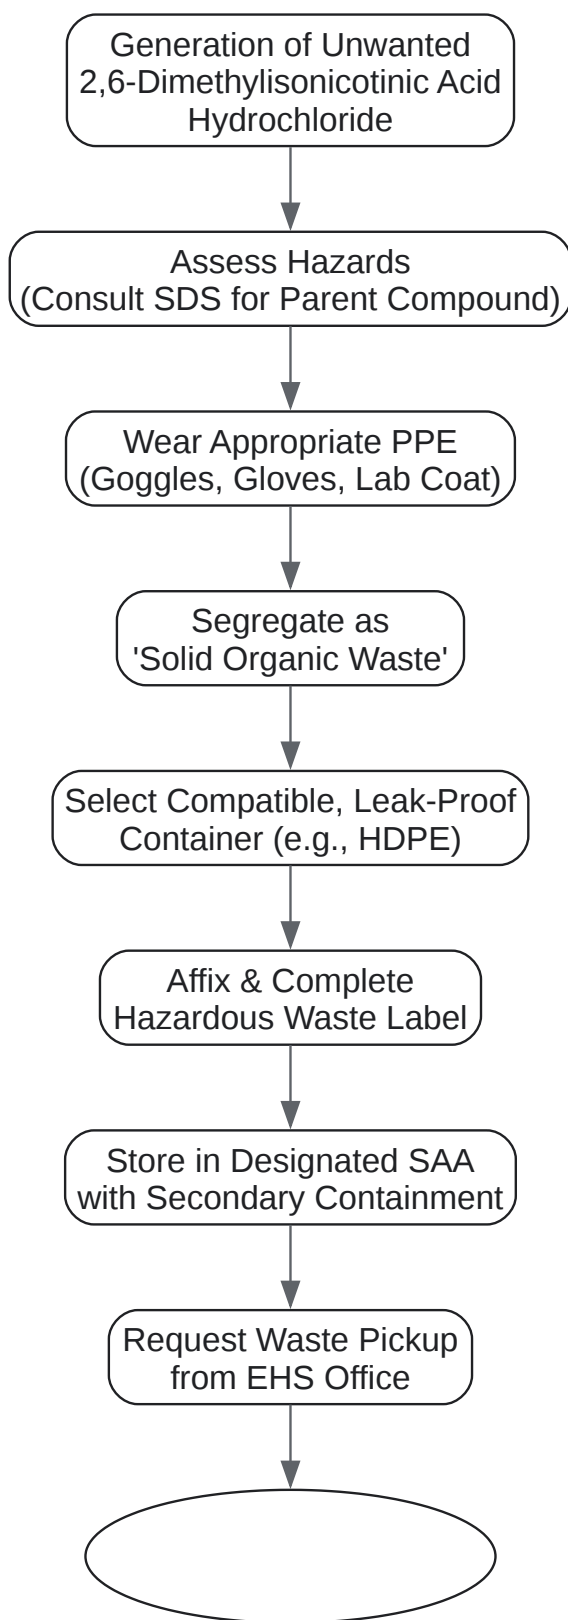 Generation of Unwanted
2,6-Dimethylisonicotinic Acid
Hydrochloride
Assess Hazards
(Consult SDS for Parent Compound)
Wear Appropriate PPE
(Goggles, Gloves, Lab Coat)
Segregate as
'Solid Organic Waste'
Select Compatible, Leak-Proof
Container (e.g., HDPE)
Affix & Complete
Hazardous Waste Label
Store in Designated SAA
with Secondary Containment
Request Waste Pickup
from EHS Office